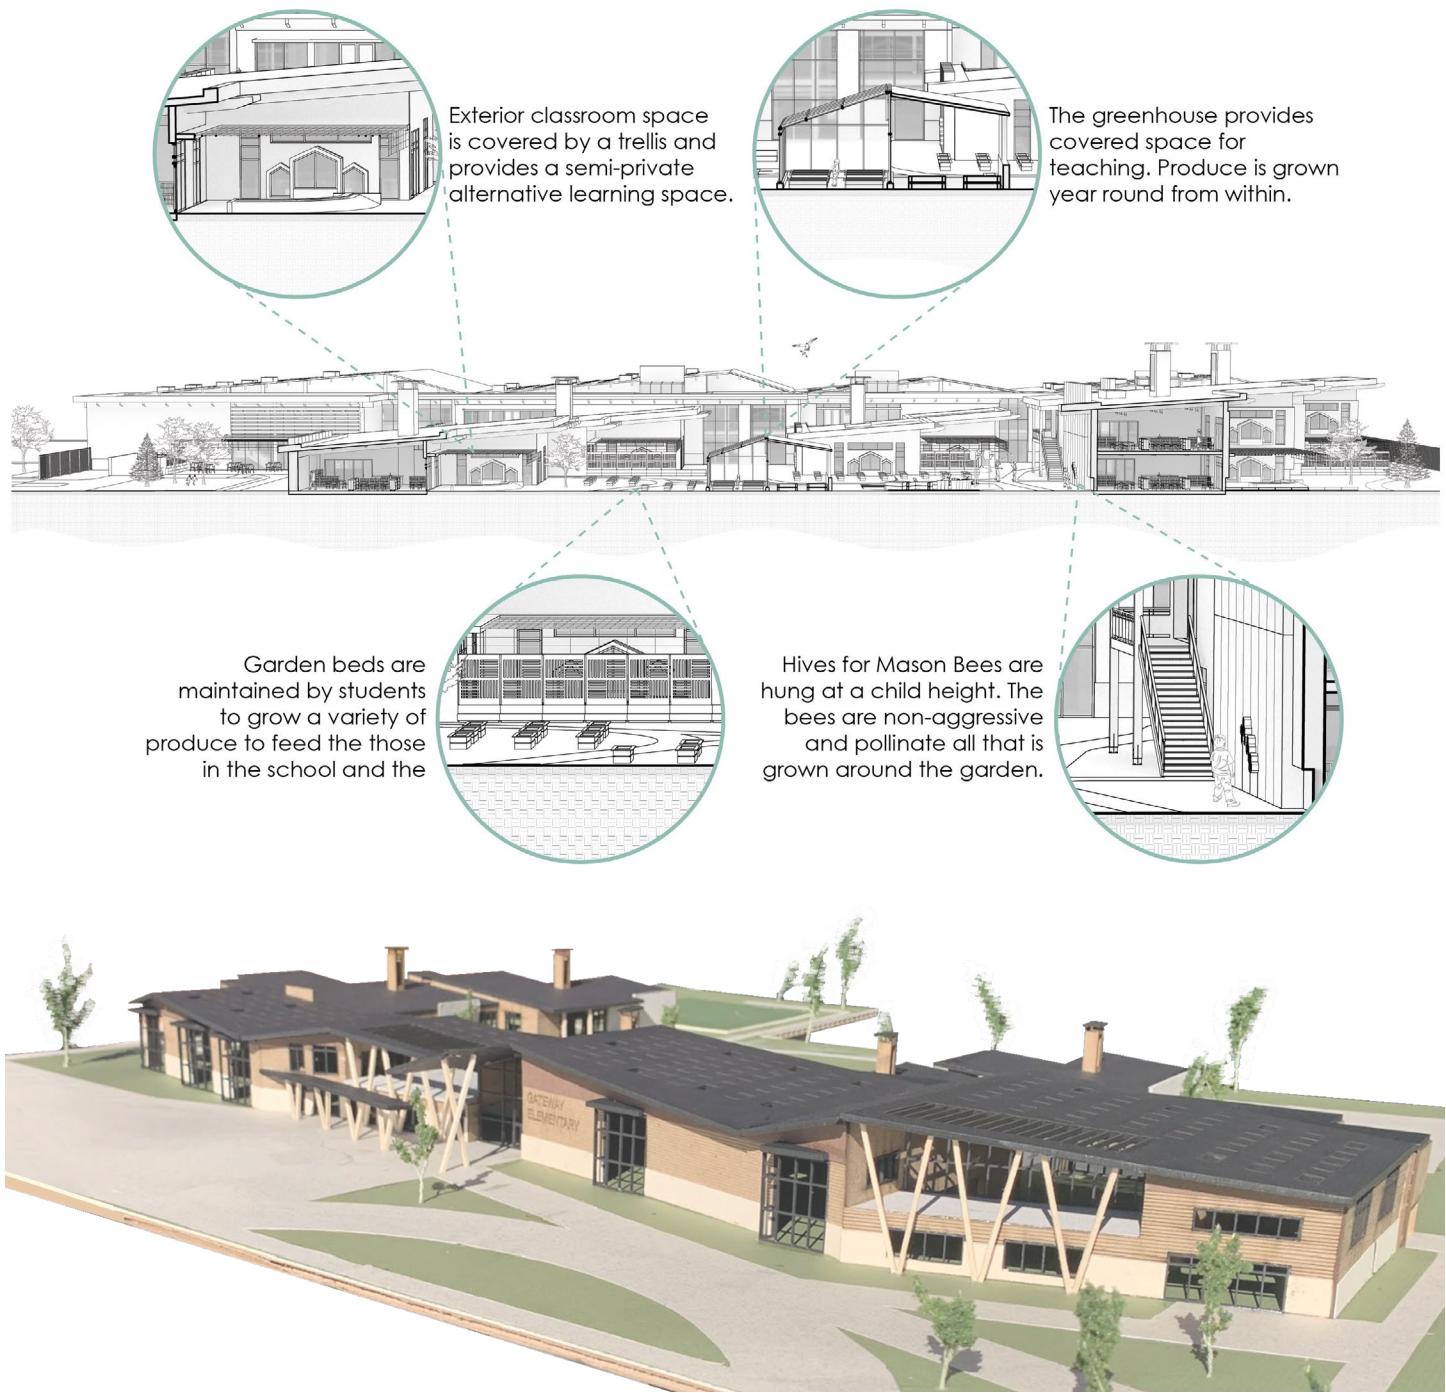 Exterior classroom space
is covered by a trellis and
provides a semi-private
alternative learning space.
The greenhouse provides
covered space for
teaching. Produce is grown
year round from within.
Garden beds are
maintained by students
to grow a variety of
produce to feed the those
in the school and the
Hives for Mason Bees are
hung at a child height. The
bees are non-aggressive
and pollinate all that is
grown around the garden.
GATEWAY
ELEMENTARY